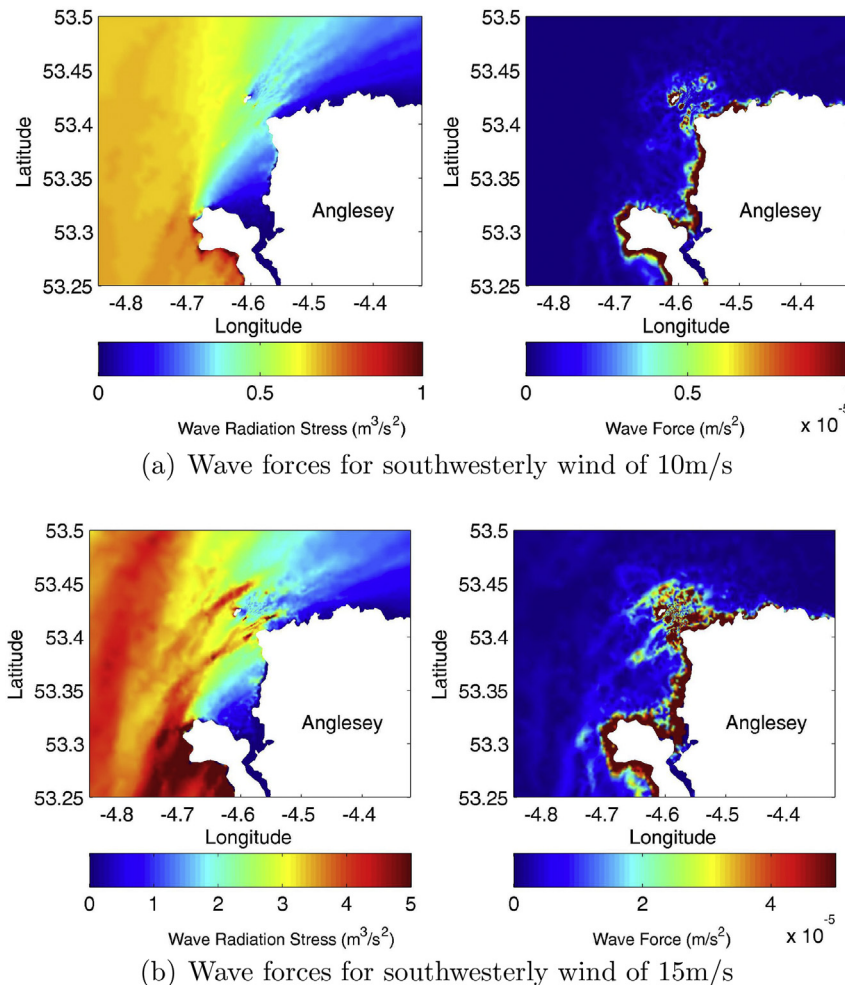 53.5
53.45
53.4
53.35
53.3
53.25
Latitude
Anglesey
-4.8 -4.7 -4.6 -4.5 -4.4
Longitude
0 0.5 1
Wave Radiation Stress (m³/s²)
53.5
53.45
53.4
53.35
53.3
53.25
Latitude
Anglesey
-4.8 -4.7 -4.6 -4.5 -4.4
Longitude
0 0.5
x 10⁻⁵
Wave Force (m/s²)
(a) Wave forces for southwesterly wind of 10m/s
53.5
53.45
53.4
53.35
53.3
53.25
Latitude
Anglesey
-4.8 -4.7 -4.6 -4.5 -4.4
Longitude
0 1 2 3 4 5
Wave Radiation Stress (m³/s²)
53.5
53.45
53.4
53.35
53.3
53.25
Latitude
Anglesey
-4.8 -4.7 -4.6 -4.5 -4.4
Longitude
0 2 4
x 10⁻⁵
Wave Force (m/s²)
(b) Wave forces for southwesterly wind of 15m/s